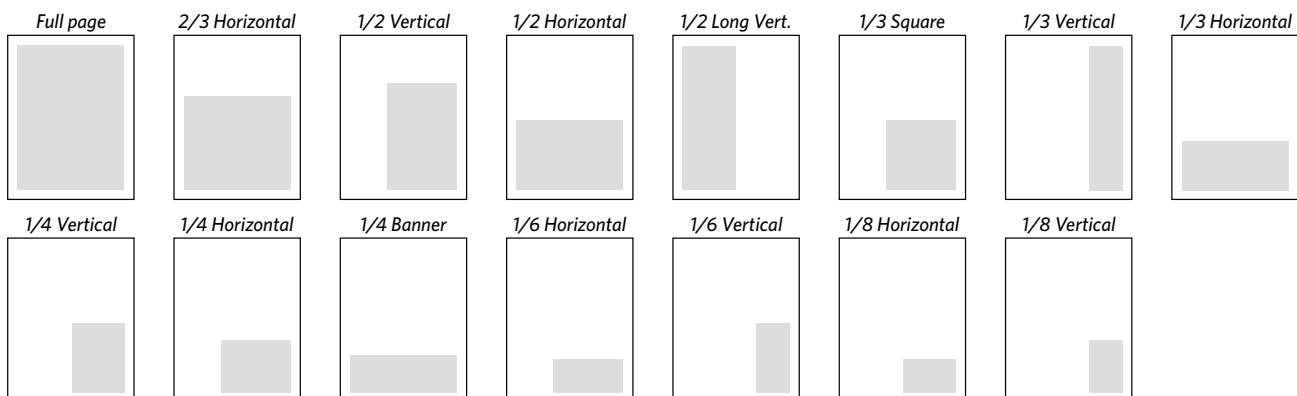 Full page 2/3 Horizontal 1/2 Vertical 1/2 Horizontal 1/2 Long Vert. 1/3 Square 1/3 Vertical 1/3 Horizontal
1/4 Vertical 1/4 Horizontal 1/4 Banner 1/6 Horizontal 1/6 Vertical 1/8 Horizontal 1/8 Vertical